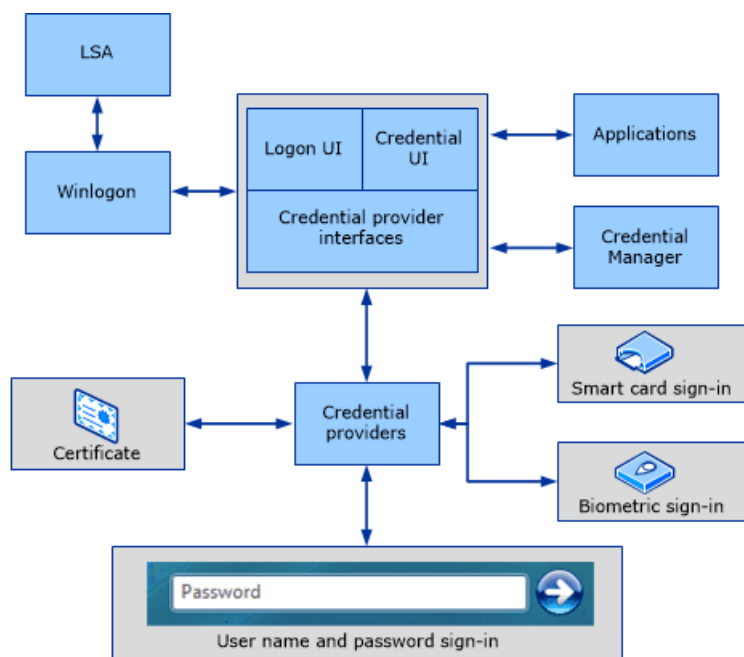 LSA
Winlogon
Logon UI
Credential
UI
Credential provider
interfaces
Applications
Credential
Manager
Smart card sign-in
Certificate
Credential
providers
Biometric sign-in
Password
User name and password sign-in